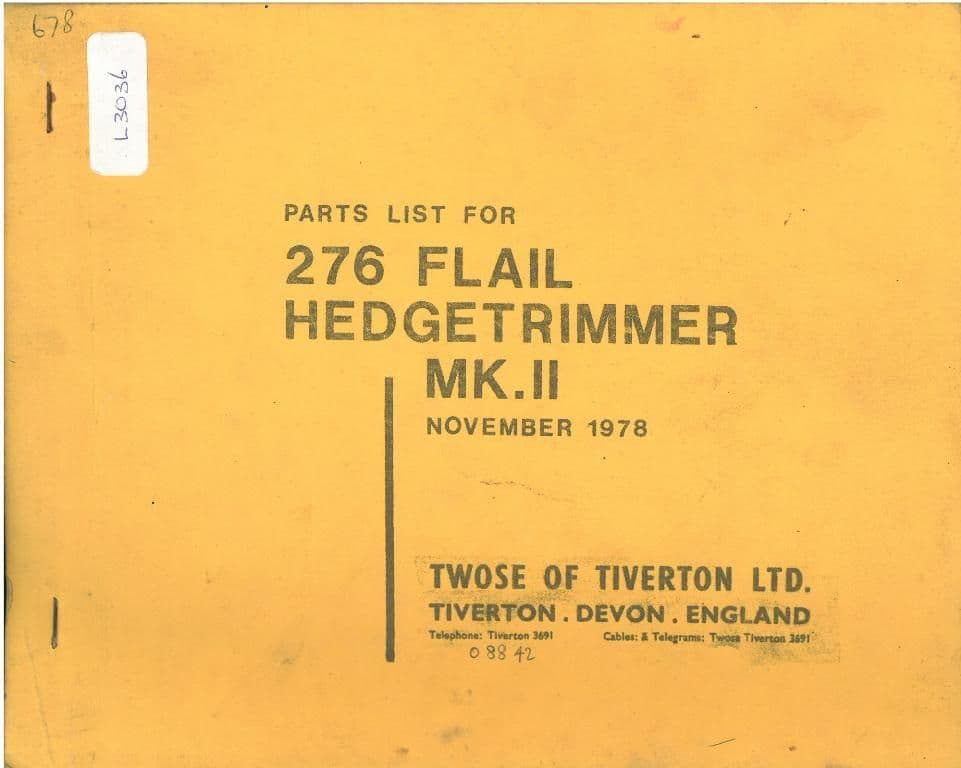 678
L3036
PARTS LIST FOR
276 FLAIL
HEDGETRIMMER
MK.II
NOVEMBER 1978
TWOSE OF TIVERTON LTD.
TIVERTON . DEVON . ENGLAND
Telephone: Tiverton 3691 Cables: & Telegrams: Twose Tiverton 3691
08842